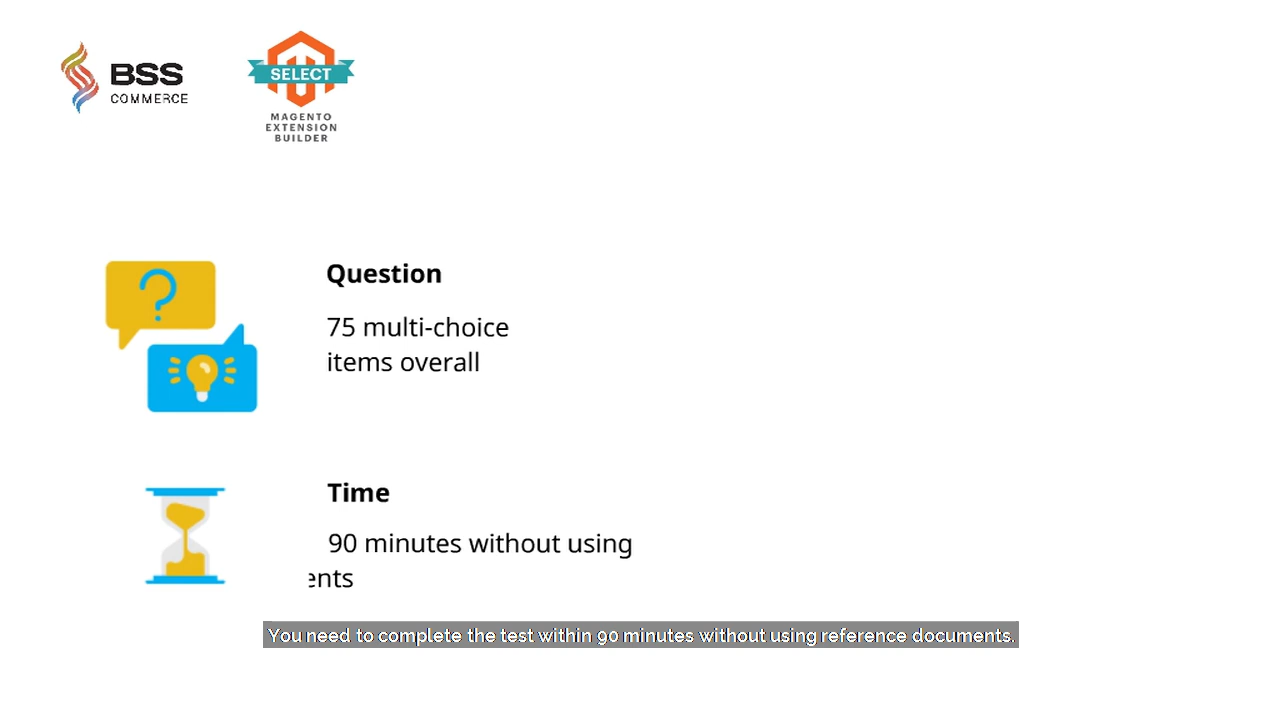 BSS
COMMERCE
SELECT
MAGENTO
EXTENSION
BUILDER
?
Question
75 multi-choice
items overall
Time
90 minutes without using
ents
You need to complete the test within 90 minutes without using reference documents.